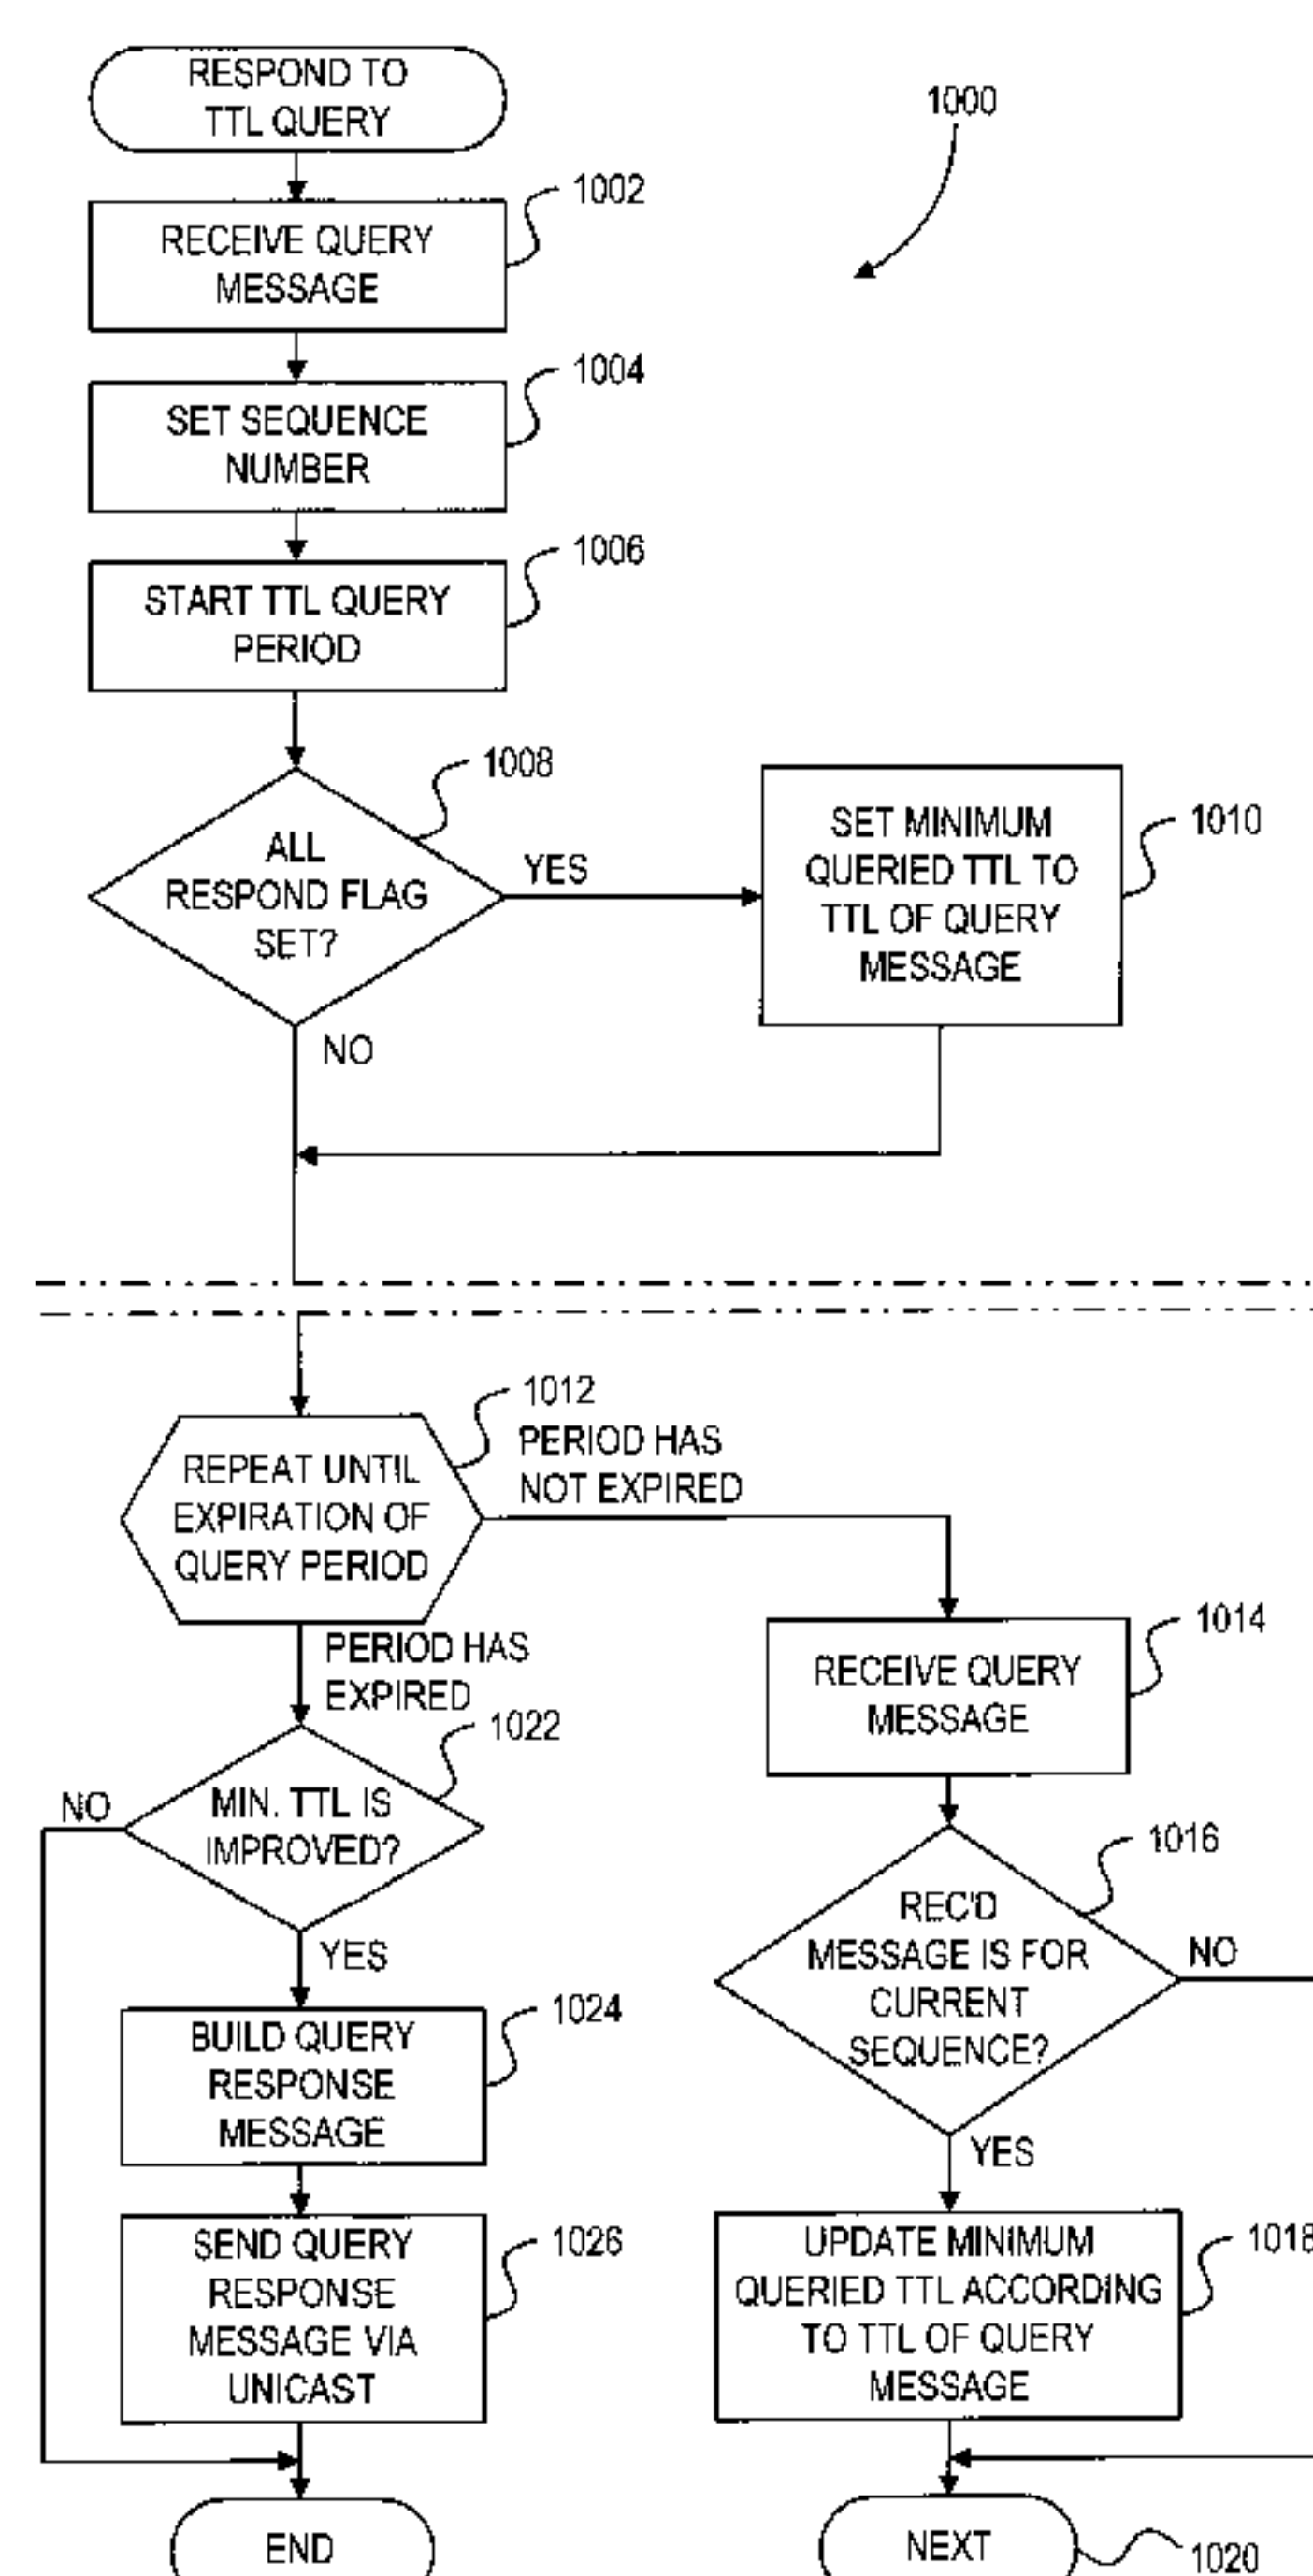 RESPOND TO
TTL QUERY
1000
1002
RECEIVE QUERY
MESSAGE
1004
SET SEQUENCE
NUMBER
1006
START TTL QUERY
PERIOD
1008
ALL
RESPOND FLAG
SET?
YES
NO
SET MINIMUM
QUERIED TTL TO
TTL OF QUERY
MESSAGE
1010
1012
REPEAT UNTIL
EXPIRATION OF
QUERY PERIOD
PERIOD HAS
NOT EXPIRED
PERIOD HAS
EXPIRED
1014
RECEIVE QUERY
MESSAGE
1022
MIN. TTL IS
IMPROVED?
NO
YES
1016
REC'D
MESSAGE IS FOR
CURRENT
SEQUENCE?
NO
YES
1024
BUILD QUERY
RESPONSE
MESSAGE
1026
SEND QUERY
RESPONSE
MESSAGE VIA
UNICAST
1018
UPDATE MINIMUM
QUERIED TTL ACCORDING
TO TTL OF QUERY
MESSAGE
END
NEXT
1020